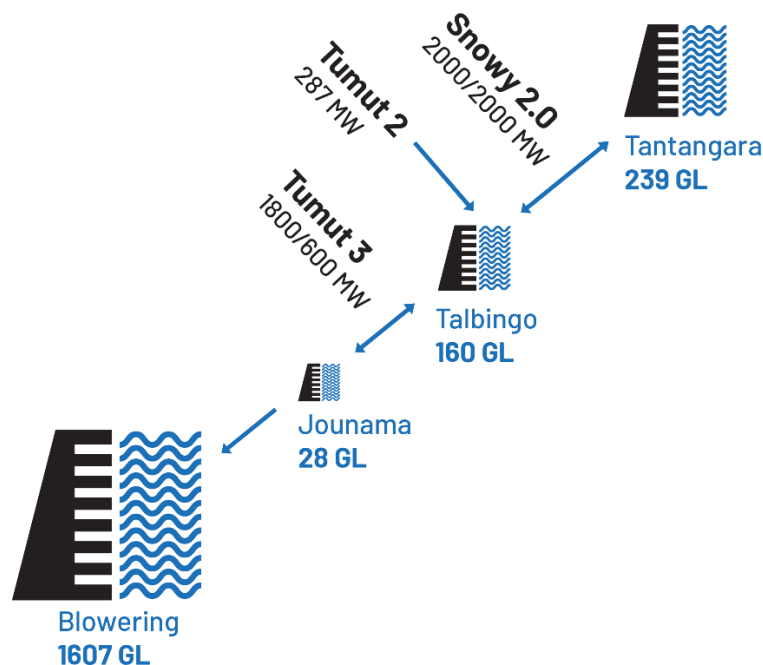 Snowy 2.0
2000/2000 MW
Tumut 2
287 MW
Tantangara
239 GL
Tumut 3
1800/600 MW
Talbingo
160 GL
Jounama
28 GL
Blowering
1607 GL